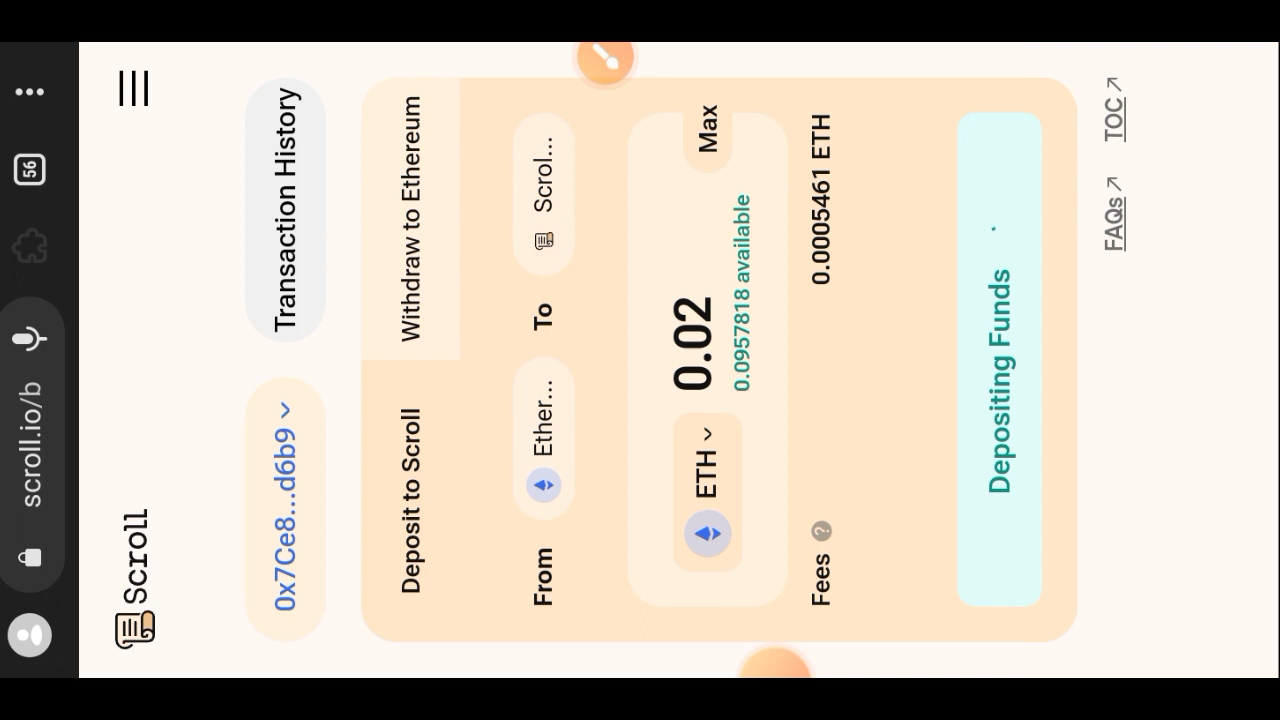 scroll.io/b
56
Scroll
0x7Ce8...d6b9
Transaction History
Deposit to Scroll
Withdraw to Ethereum
From
Ether...
To
Scrol...
ETH
0.02
Max
0.0957818 available
Fees ?
0.0005461 ETH
Depositing Funds .
FAQs
TOC